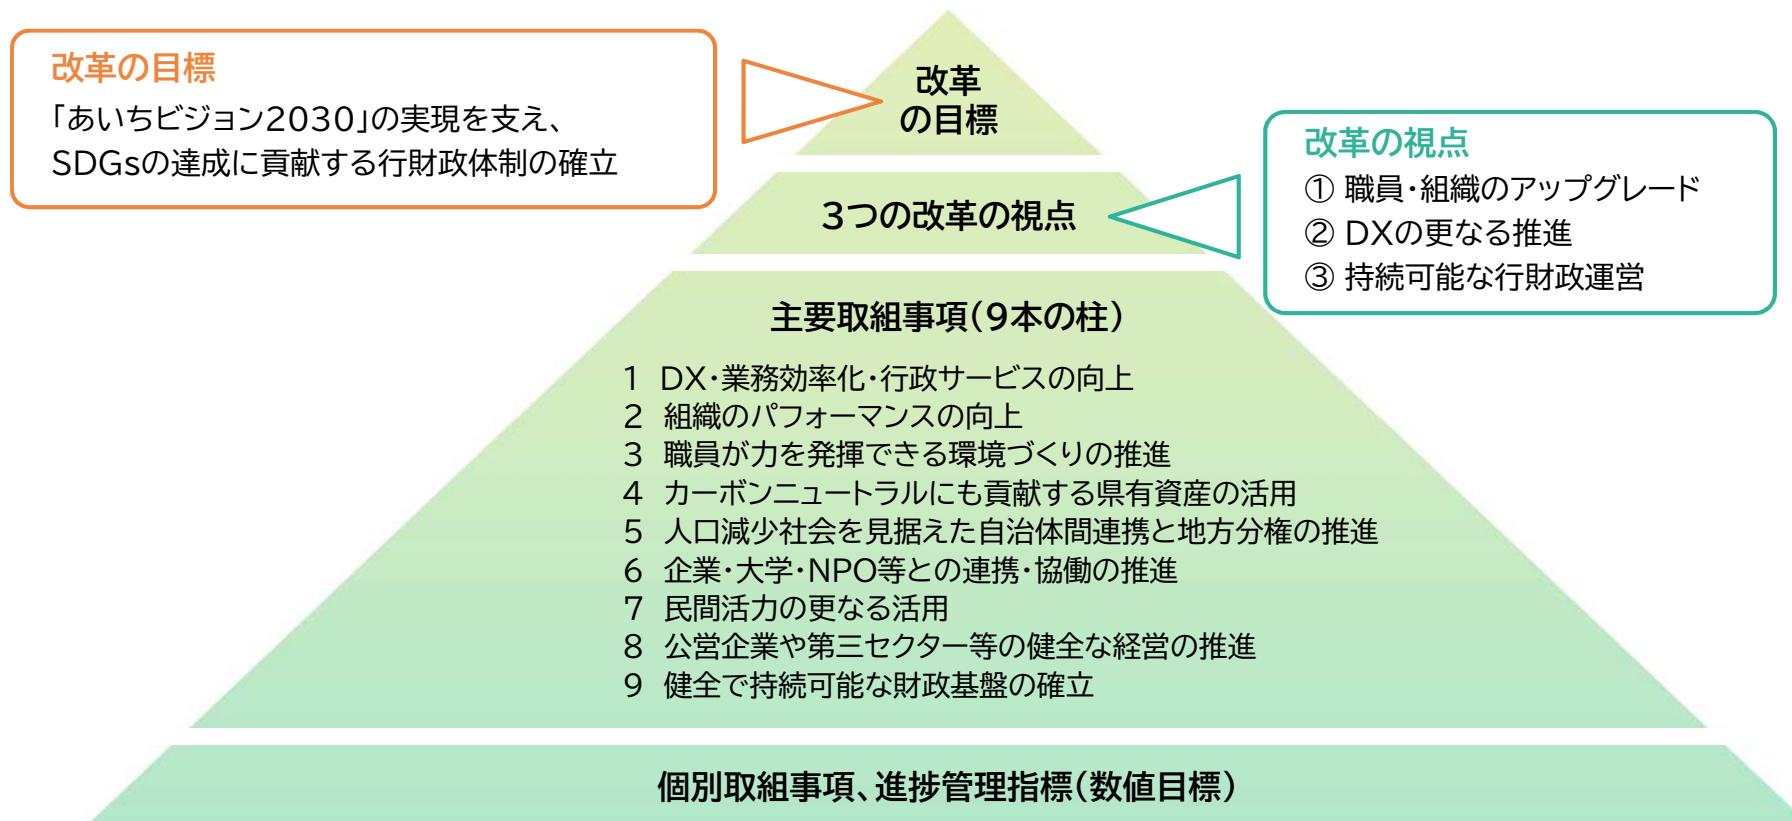 改革の目標
「あいちビジョン2030」の実現を支え、
SDGsの達成に貢献する行財政体制の確立
改革
の目標
改革の視点
① 職員・組織のアップグレード
② DXの更なる推進
③ 持続可能な行財政運営
3つの改革の視点
主要取組事項(9本の柱)
1 DX・業務効率化・行政サービスの向上
2 組織のパフォーマンスの向上
3 職員が力を発揮できる環境づくりの推進
4 カーボンニュートラルにも貢献する県有資産の活用
5 人口減少社会を見据えた自治体間連携と地方分権の推進
6 企業・大学・NPO等との連携・協働の推進
7 民間活力の更なる活用
8 公営企業や第三セクター等の健全な経営の推進
9 健全で持続可能な財政基盤の確立
個別取組事項、進捗管理指標(数値目標)